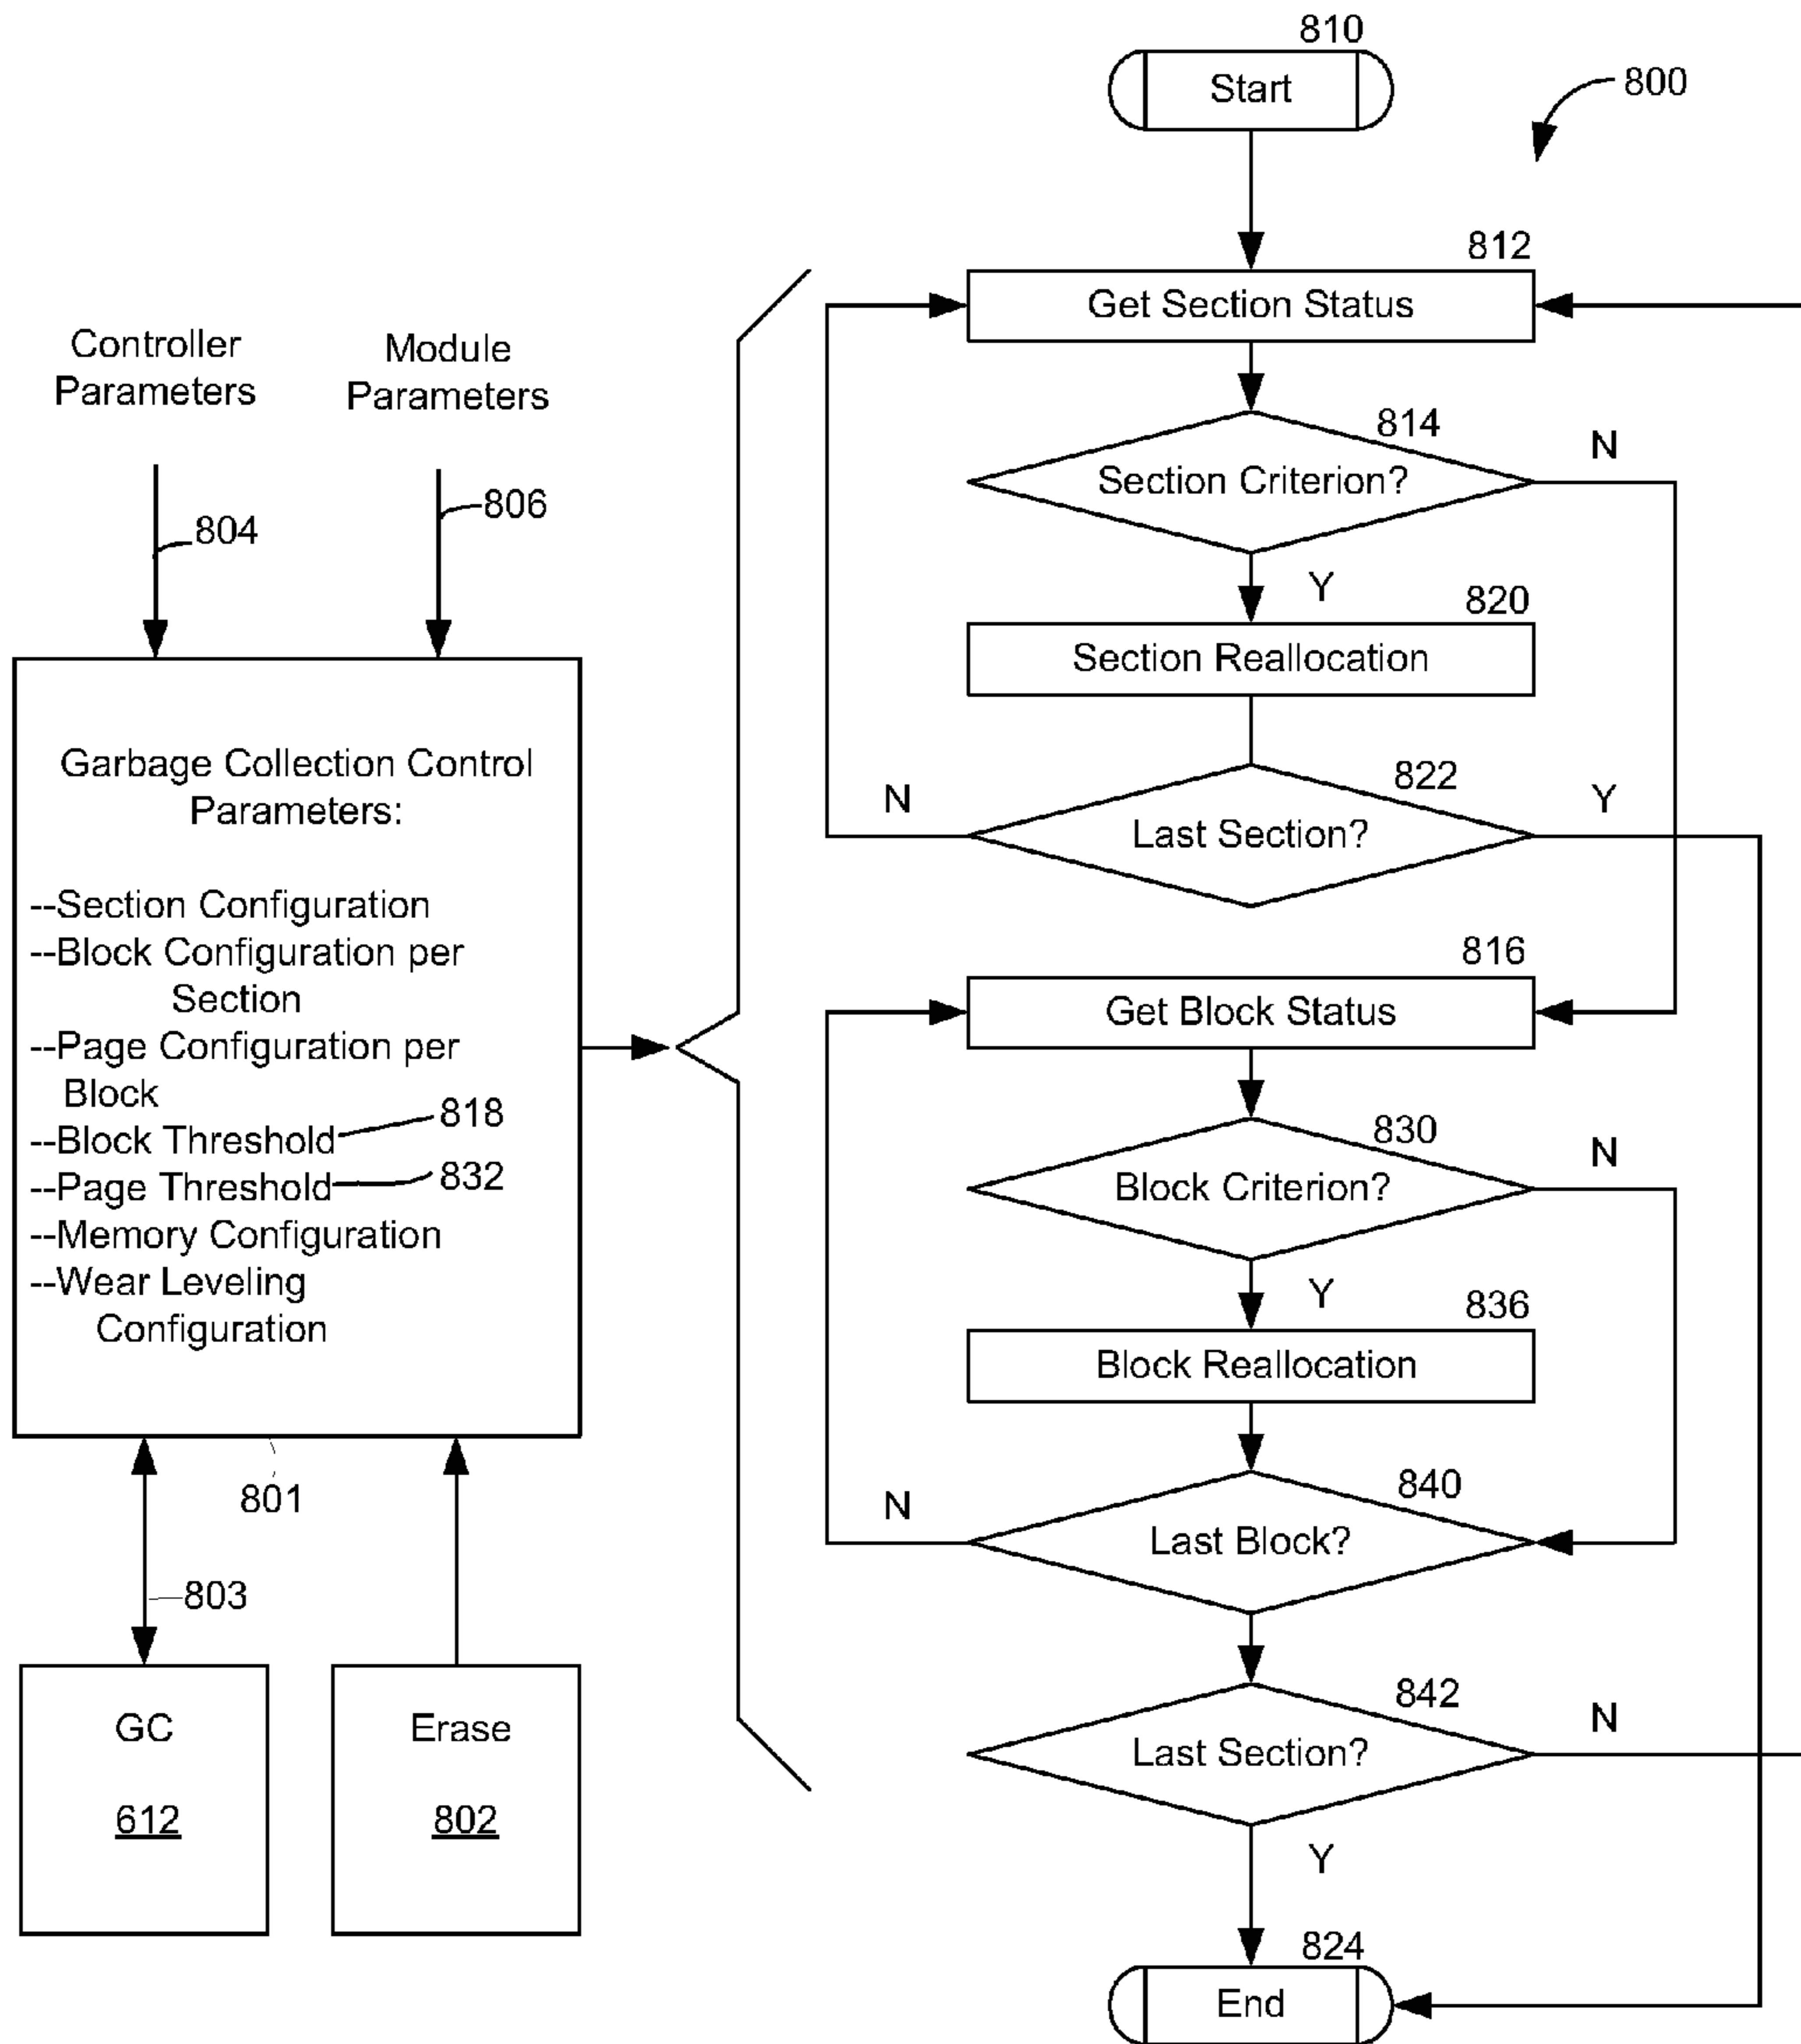 810
Start
800
812
Get Section Status
Controller
Parameters
Module
Parameters
804
806
814
N
Section Criterion?
Y
820
Section Reallocation
822
N
Y
Last Section?
Garbage Collection Control
Parameters:
--Section Configuration
--Block Configuration per
Section
--Page Configuration per
Block
--Block Threshold
818
--Page Threshold
832
--Memory Configuration
--Wear Leveling
Configuration
816
Get Block Status
830
N
Block Criterion?
Y
836
Block Reallocation
801
840
N
Last Block?
803
GC
612
Erase
802
842
N
Last Section?
Y
824
End